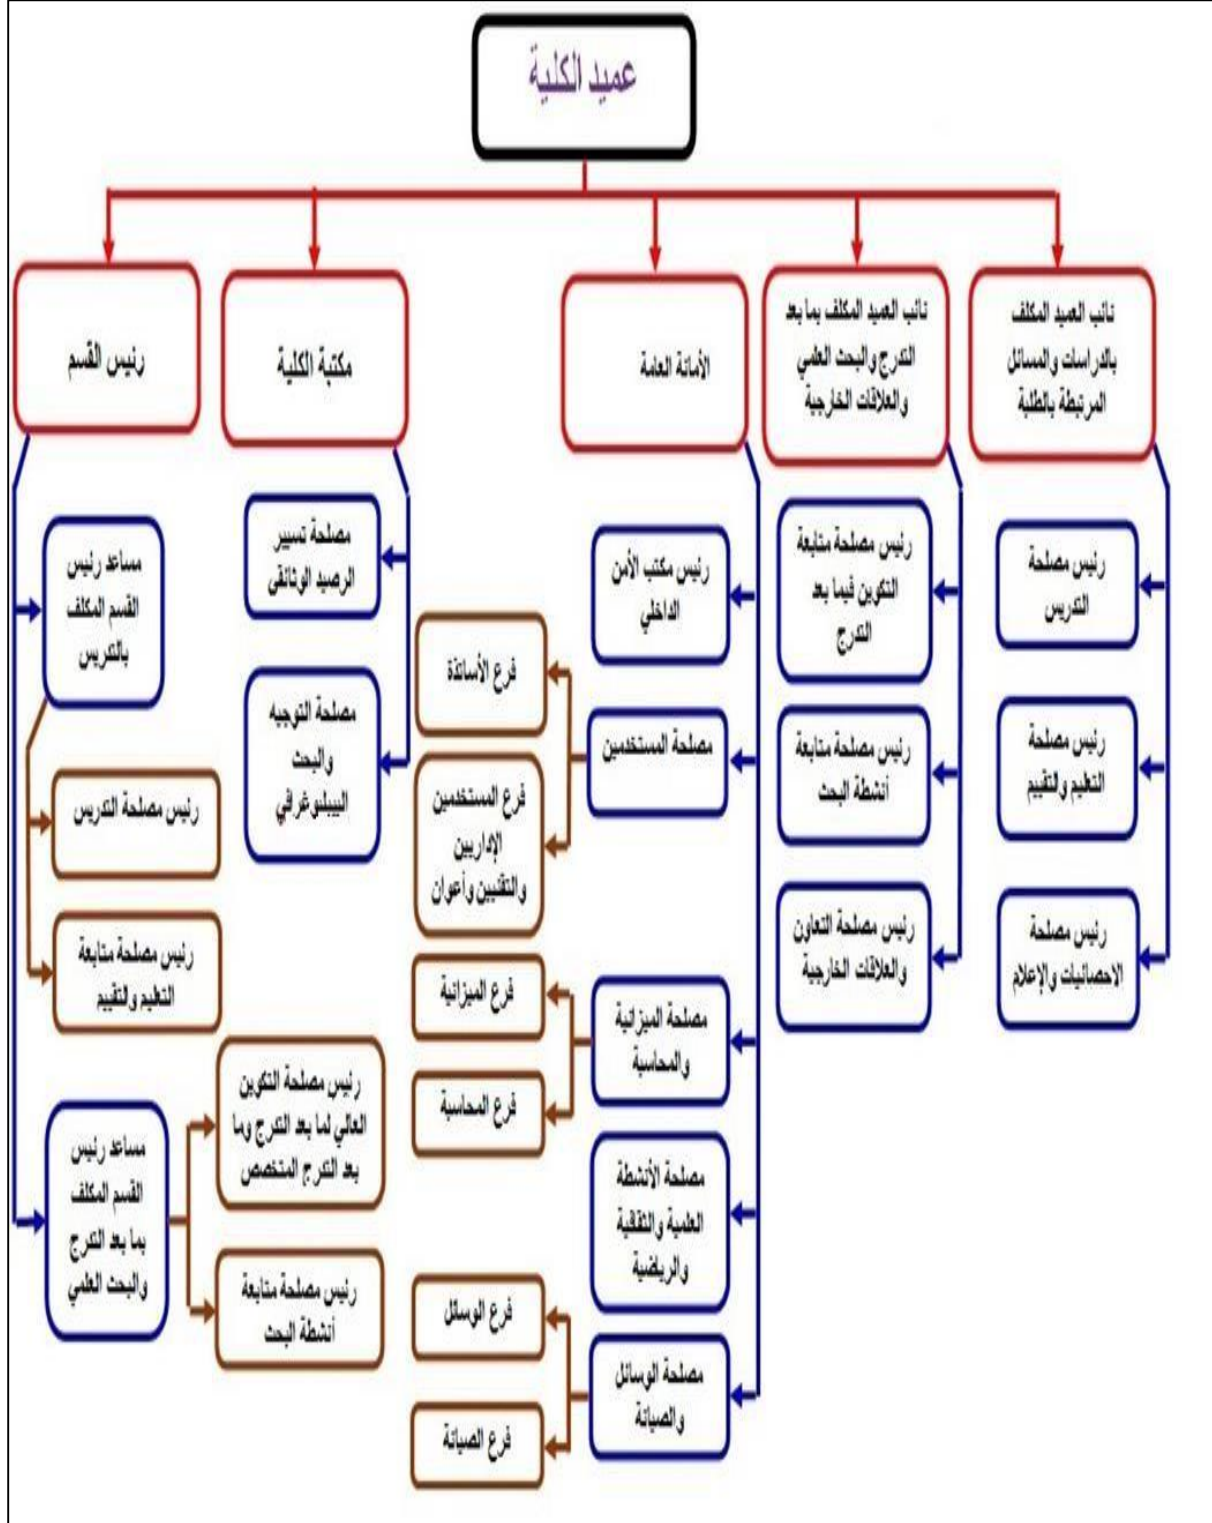 عميد الكلية
نائب العميد المكلف
بالدراسات والمسائل
المرتبطة بالطلبة
نائب العميد المكلف بما بعد
التدرج والبحث العلمي
والعلاقات الخارجية
الأمانة العامة
مكتبة الكلية
رئيس القسم
رئيس مصلحة
التدريس
رئيس مصلحة
التعليم والتقييم
رئيس مصلحة
الاحصائيات والإعلام
رئيس مصلحة متابعة
التكوين فيما بعد
التدرج
رئيس مصلحة متابعة
أنشطة البحث
رئيس مصلحة التعاون
والعلاقات الخارجية
رئيس مكتب الأمن
الداخلي
مصلحة المستخدمين
فرع الأساتذة
فرع المستخدمين
الإداريين
والتقنيين وأعوان
مصلحة الميزانية
والمحاسبة
فرع الميزانية
فرع المحاسبة
مصلحة الأنشطة
العلمية والثقافية
والرياضية
مصلحة الوسائل
والصيانة
فرع الوسائل
فرع الصيانة
مصلحة تسيير
الرصيد الوثائقي
مصلحة التوجيه
والبحث
البيبليوغرافي
مساعد رئيس
القسم المكلف
بالتدريس
رئيس مصلحة التدريس
رئيس مصلحة متابعة
التعليم والتقييم
مساعد رئيس
القسم المكلف
بما بعد التدرج
والبحث العلمي
رئيس مصلحة التكوين
العالي لما بعد التدرج وما
بعد التدرج المتخصص
رئيس مصلحة متابعة
أنشطة البحث